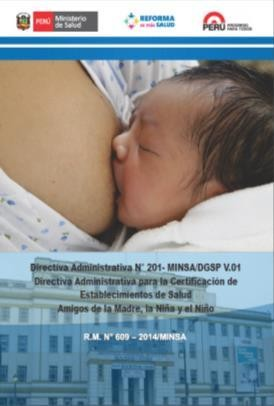 PERÚ Ministerio de Salud
REFORMA
ES MÁS SALUD
PERÚ PROGRESO PARA TODOS
Directiva Administrativa N° 201- MINSA/DGSP V.01
Directiva Administrativa para la Certificación de
Establecimientos de Salud
Amigos de la Madre, la Niña y el Niño
R.M. N° 609 – 2014/MINSA